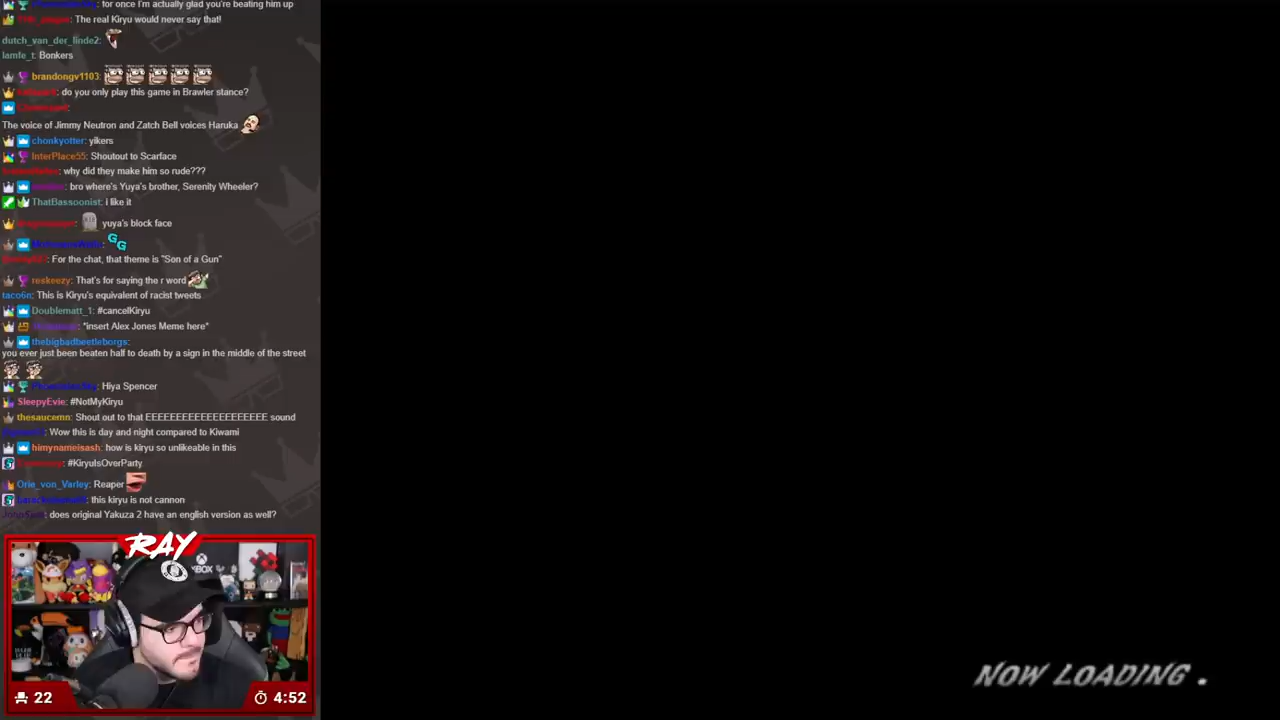 for once I'm actually glad you're beating him up
The real Kiryu would never say that!
dutch_van_der_linde2:
lamfe_t: Bonkers
brandongv1103:
do you only play this game in Brawler stance?
The voice of Jimmy Neutron and Zatch Bell voices Haruka
chonkyotter: yikers
InterPlace55: Shoutout to Scarface
why did they make him so rude???
bro where's Yuya's brother, Serenity Wheeler?
ThatBassoonist: i like it
yuya's block face
For the chat, that theme is "Son of a Gun"
reskeezy: That's for saying the r word
taco6n: This is Kiryu's equivalent of racist tweets
Doublematt_1: #cancelKiryu
*insert Alex Jones Meme here*
thebigbadbeetleborgs:
you ever just been beaten half to death by a sign in the middle of the street
Hiya Spencer
SleepyEvie: #NotMyKiryu
thesaucemn: Shout out to that EEEEEEEEEEEEEEEEEEEE sound
Wow this is day and night compared to Kiwami
himynameisash: how is kiryu so unlikeable in this
#KiryuIsOverParty
Orie_von_Varley: Reaper
this kiryu is not cannon
does original Yakuza 2 have an english version as well?
RAY
XBOX
22
4:52
NOW LOADING .